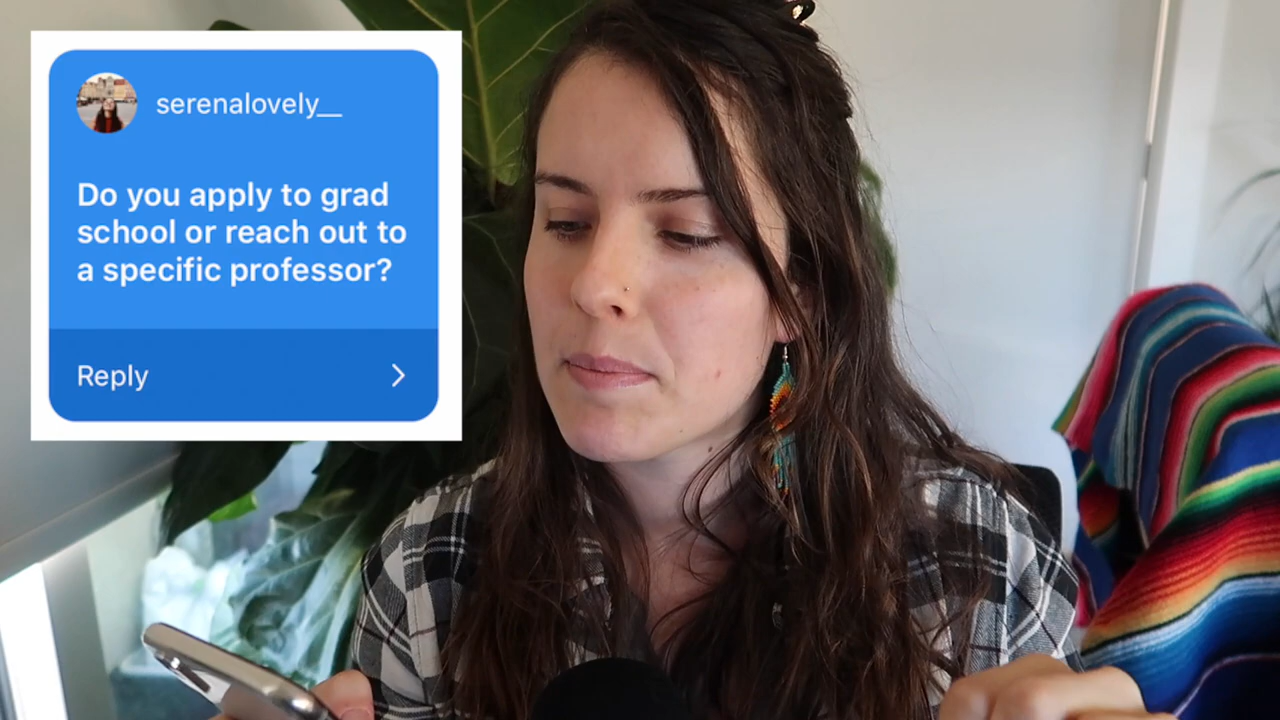 serenalovely__
Do you apply to grad
school or reach out to
a specific professor?
Reply